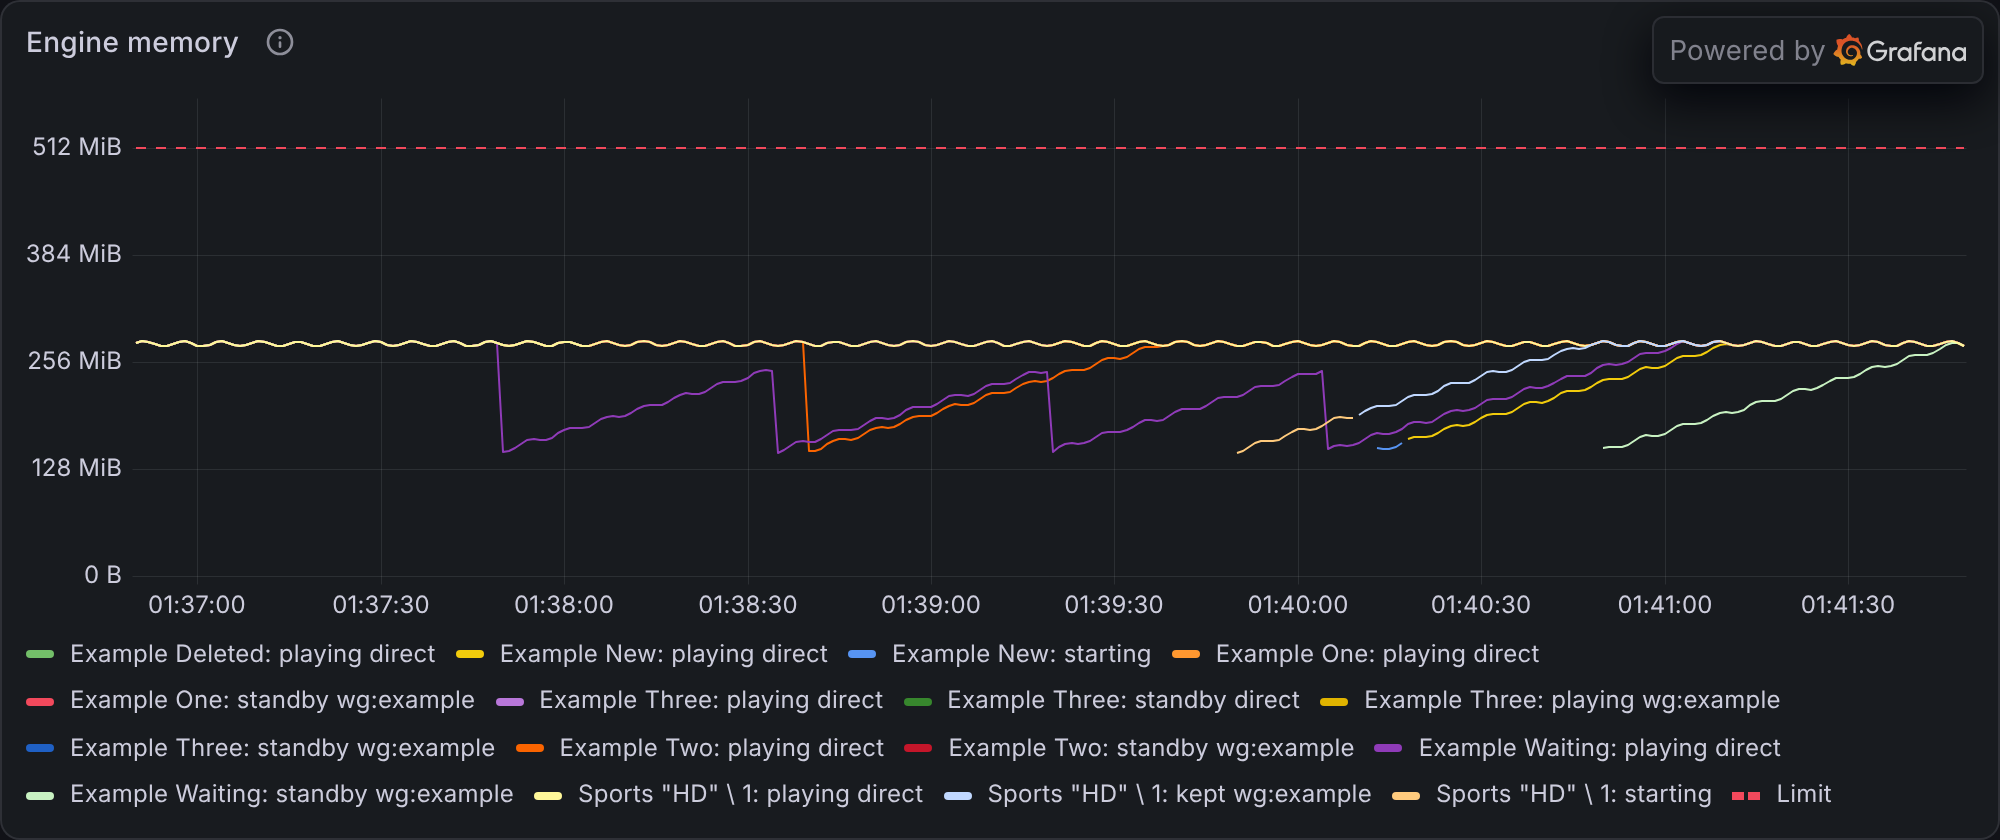 Engine memory
Powered by Grafana
512 MiB
384 MiB
256 MiB
128 MiB
0 B
01:37:00 01:37:30 01:38:00 01:38:30 01:39:00 01:39:30 01:40:00 01:40:30 01:41:00 01:41:30
Example Deleted: playing direct Example New: playing direct Example New: starting Example One: playing direct
Example One: standby wg:example Example Three: playing direct Example Three: standby direct Example Three: playing wg:example
Example Three: standby wg:example Example Two: playing direct Example Two: standby wg:example Example Waiting: playing direct
Example Waiting: standby wg:example Sports "HD" \ 1: playing direct Sports "HD" \ 1: kept wg:example Sports "HD" \ 1: starting Limit